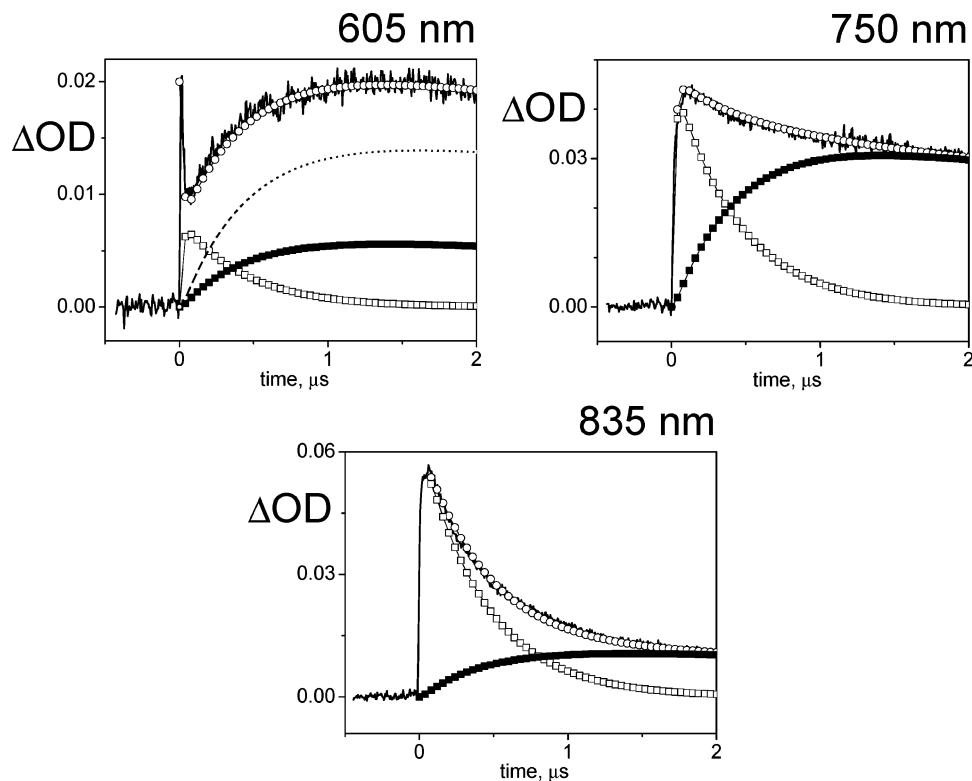 605 nm
0.02
ΔOD
0.01
0.00
0 1 2
time, μs
750 nm
ΔOD
0.03
0.00
0 1 2
time, μs
835 nm
0.06
ΔOD
0.03
0.00
0 1 2
time, μs